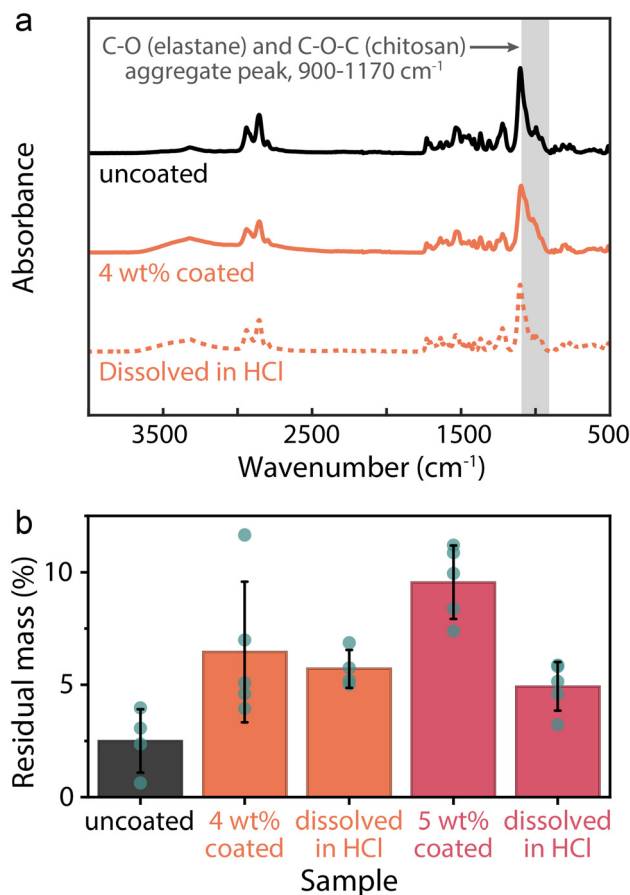 a
C-O (elastane) and C-O-C (chitosan)
aggregate peak, 900-1170 cm⁻¹
Absorbance
uncoated
4 wt% coated
Dissolved in HCl
3500 2500 1500 500
Wavenumber (cm⁻¹)
b
Residual mass (%)
10
5
0
uncoated 4 wt% dissolved 5 wt% dissolved
coated in HCl coated in HCl
Sample